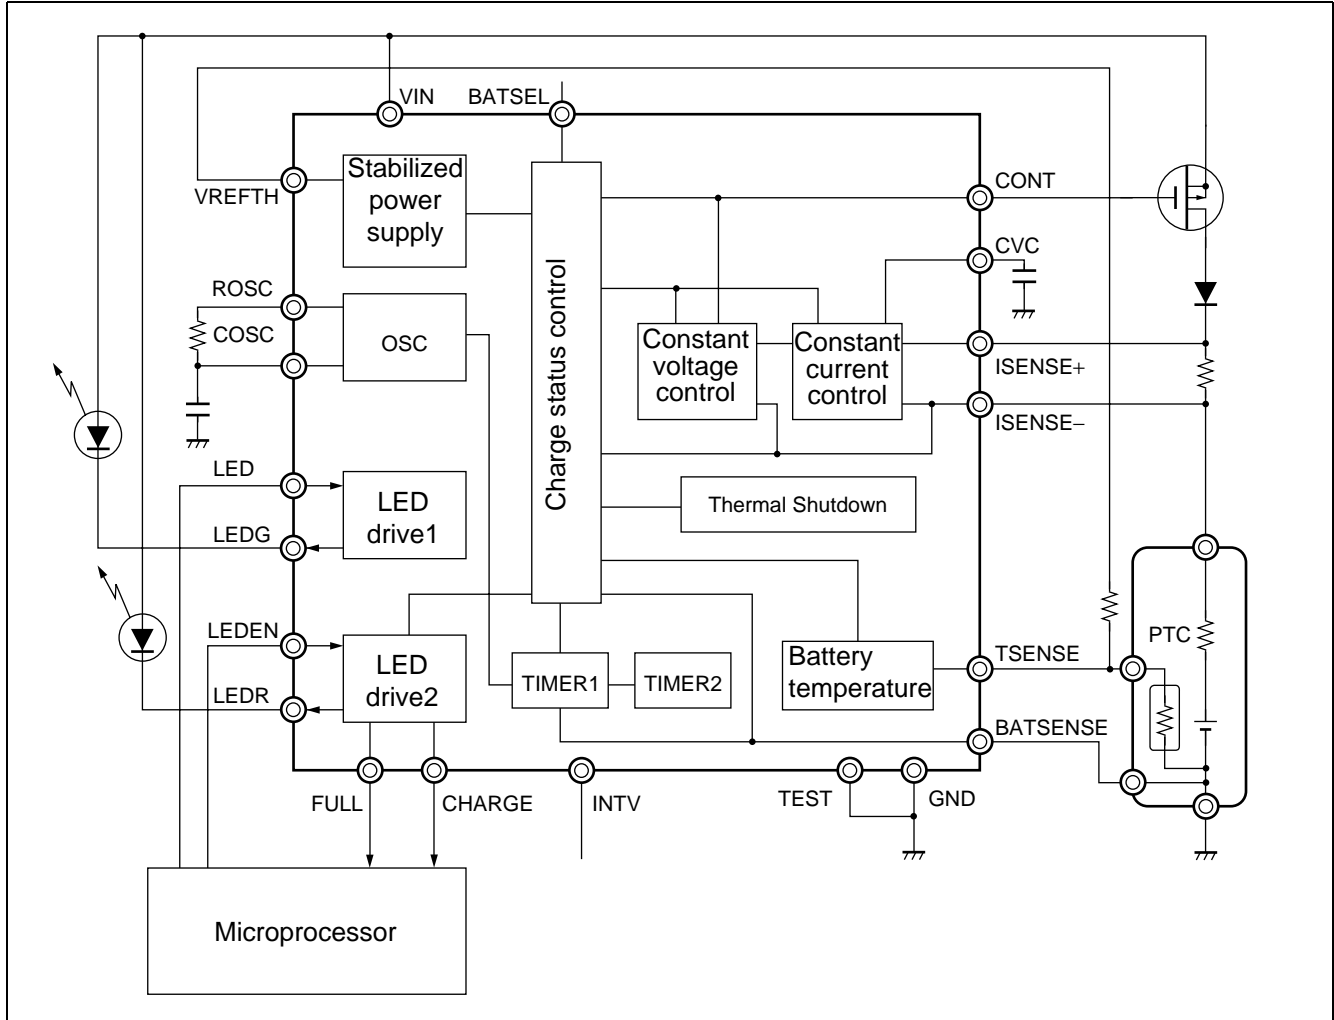 VIN
BATSEL
VREFTH
Stabilized
power
supply
CONT
CVC
ROSC
COSC
OSC
Charge status control
Constant
voltage
control
Constant
current
control
ISENSE+
ISENSE−
LED
LED
drive1
LEDG
Thermal Shutdown
LEDEN
LED
drive2
LEDR
TIMER1
TIMER2
Battery
temperature
TSENSE
PTC
BATSENSE
FULL
CHARGE
INTV
TEST
GND
Microprocessor